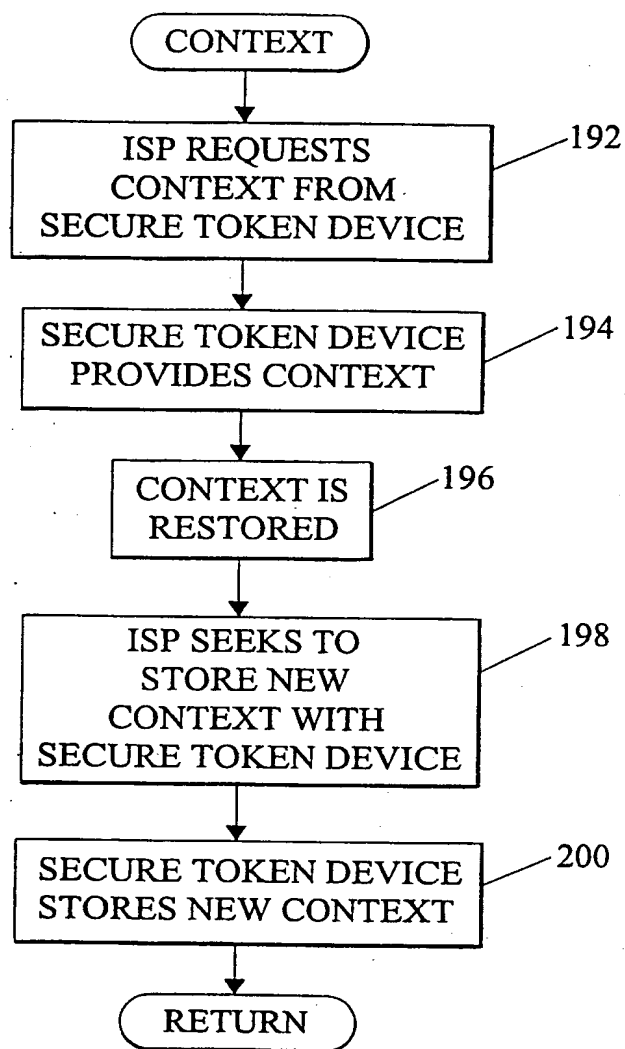 CONTEXT
ISP REQUESTS
CONTEXT FROM
SECURE TOKEN DEVICE
192
SECURE TOKEN DEVICE
PROVIDES CONTEXT
194
CONTEXT IS
RESTORED
196
ISP SEEKS TO
STORE NEW
CONTEXT WITH
SECURE TOKEN DEVICE
198
SECURE TOKEN DEVICE
STORES NEW CONTEXT
200
RETURN